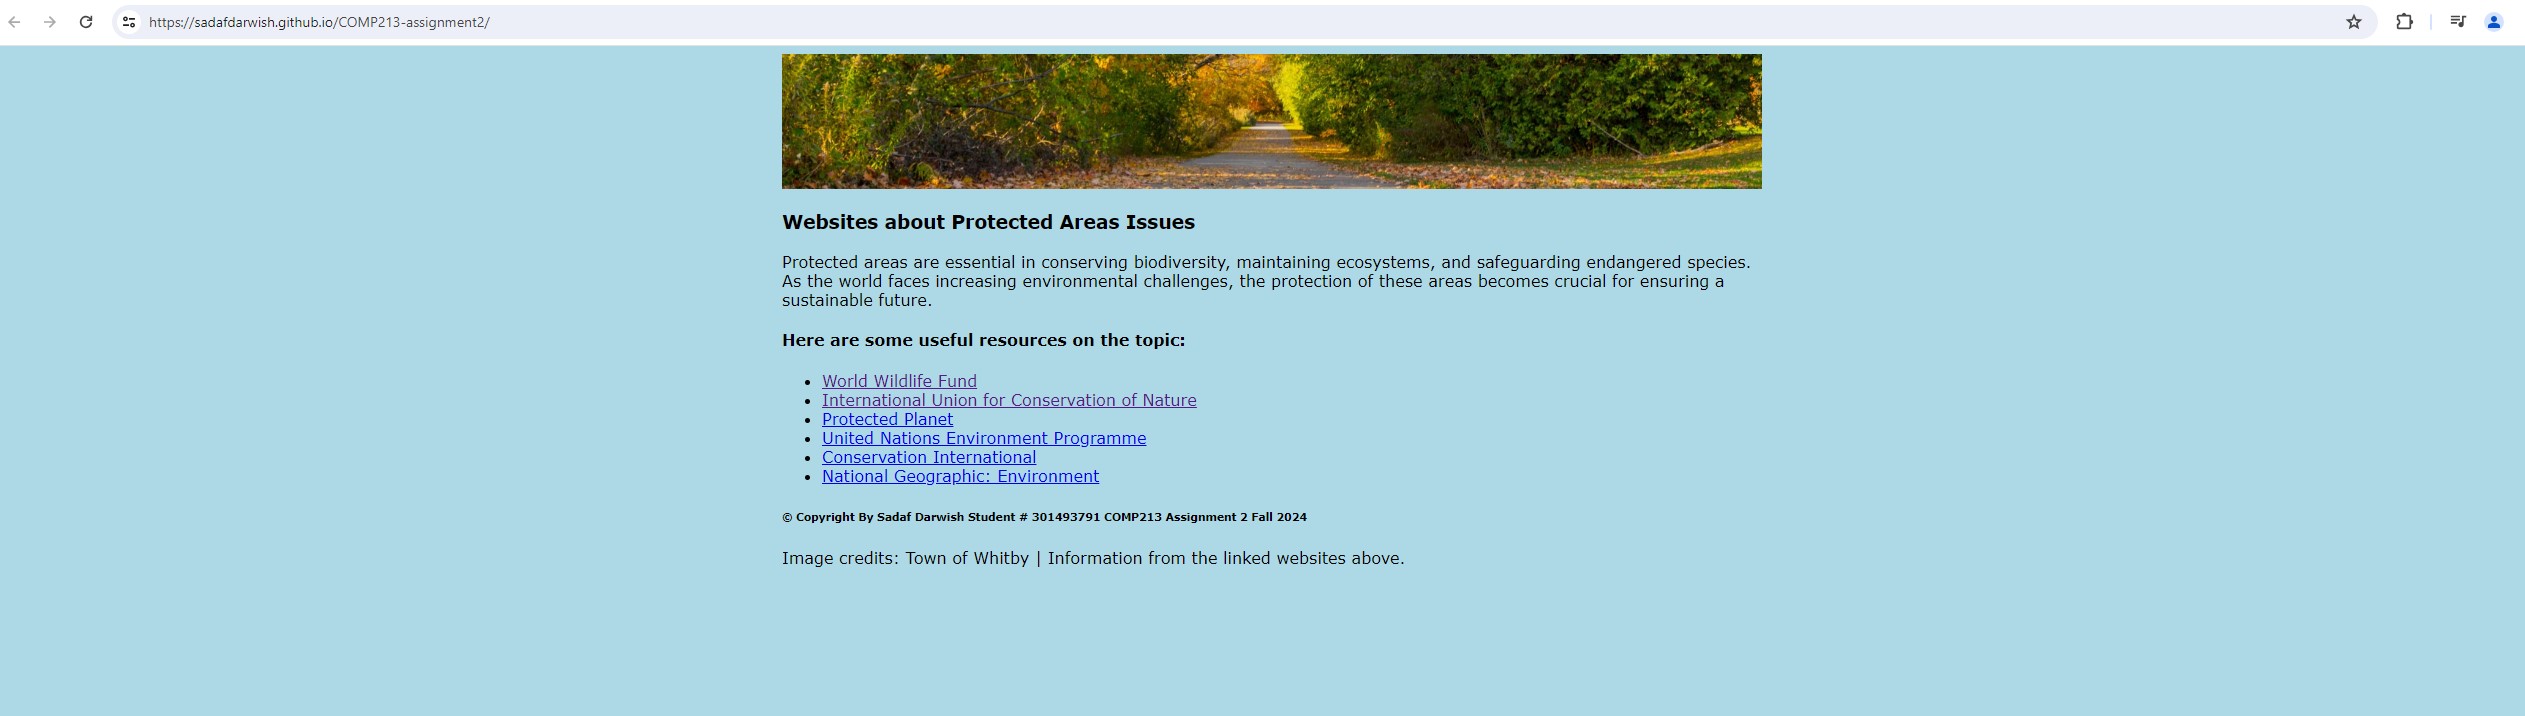 https://sadafdarwish.github.io/COMP213-assignment2/
Websites about Protected Areas Issues
Protected areas are essential in conserving biodiversity, maintaining ecosystems, and safeguarding endangered species.
As the world faces increasing environmental challenges, the protection of these areas becomes crucial for ensuring a
sustainable future.
Here are some useful resources on the topic:
World Wildlife Fund
International Union for Conservation of Nature
Protected Planet
United Nations Environment Programme
Conservation International
National Geographic: Environment
© Copyright By Sadaf Darwish Student # 301493791 COMP213 Assignment 2 Fall 2024
Image credits: Town of Whitby | Information from the linked websites above.